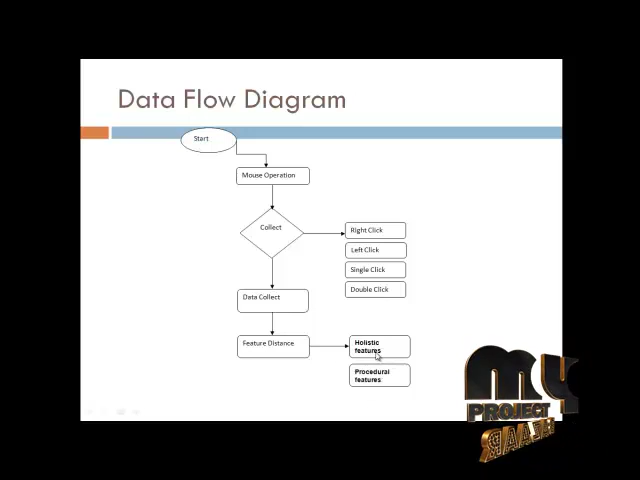 Data Flow Diagram
Start
Mouse Operation
Collect
Right Click
Left Click
Single Click
Double Click
Data Collect
Feature Distance
Holistic
features
Procedural
features
my
PROJECT